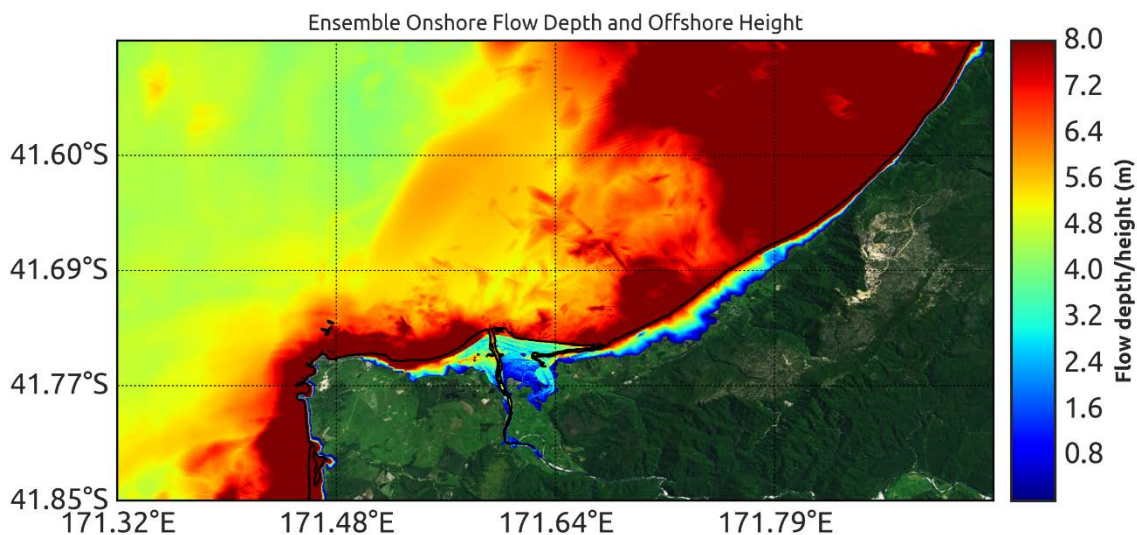 Ensemble Onshore Flow Depth and Offshore Height
8.0
7.2
41.60°S
6.4
5.6
4.8
41.69°S
4.0
3.2
2.4
41.77°S
1.6
0.8
41.85°S
171.32°E 171.48°E 171.64°E 171.79°E
Flow depth/height (m)